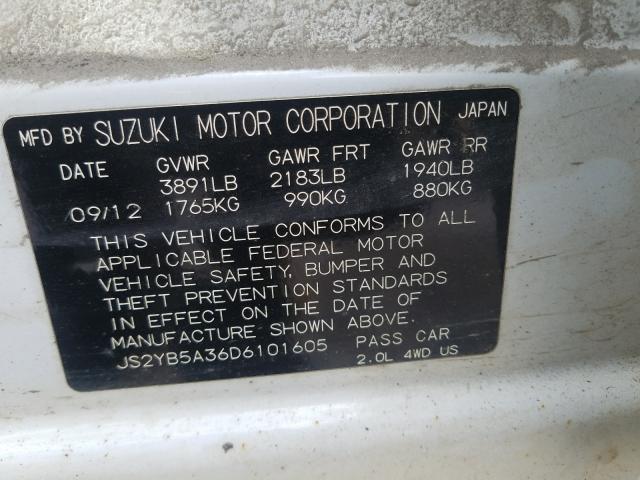 MFD BY SUZUKI MOTOR CORPORATION JAPAN
DATE GVWR GAWR FRT GAWR RR
3891LB 2183LB 1940LB
09/12 1765KG 990KG 880KG
THIS VEHICLE CONFORMS TO ALL
APPLICABLE FEDERAL MOTOR
VEHICLE SAFETY, BUMPER AND
THEFT PREVENTION STANDARDS
IN EFFECT ON THE DATE OF
MANUFACTURE SHOWN ABOVE.
JS2YB5A36D6101605 PASS CAR
2.0L 4WD US